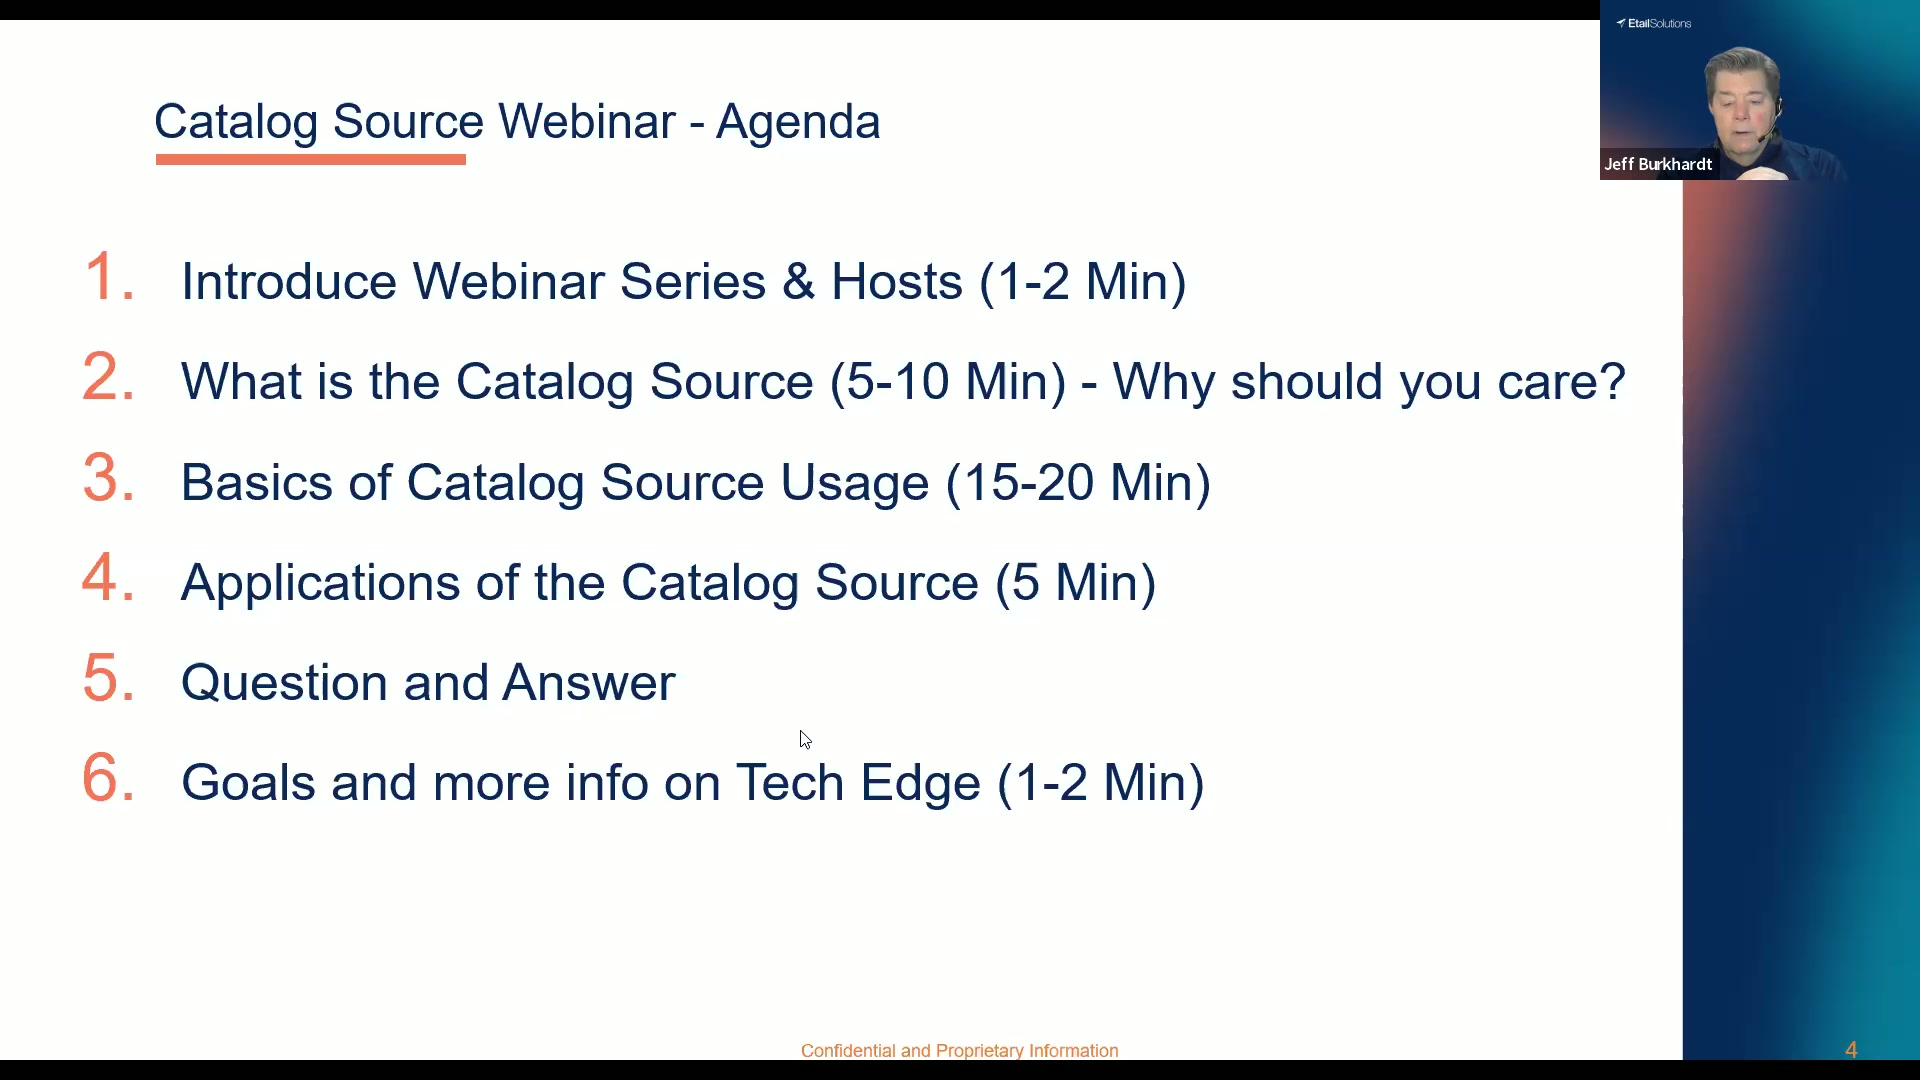 EtailSolutions
Jeff Burkhardt
Catalog Source Webinar - Agenda
1. Introduce Webinar Series & Hosts (1-2 Min)
2. What is the Catalog Source (5-10 Min) - Why should you care?
3. Basics of Catalog Source Usage (15-20 Min)
4. Applications of the Catalog Source (5 Min)
5. Question and Answer
6. Goals and more info on Tech Edge (1-2 Min)
Confidential and Proprietary Information
4